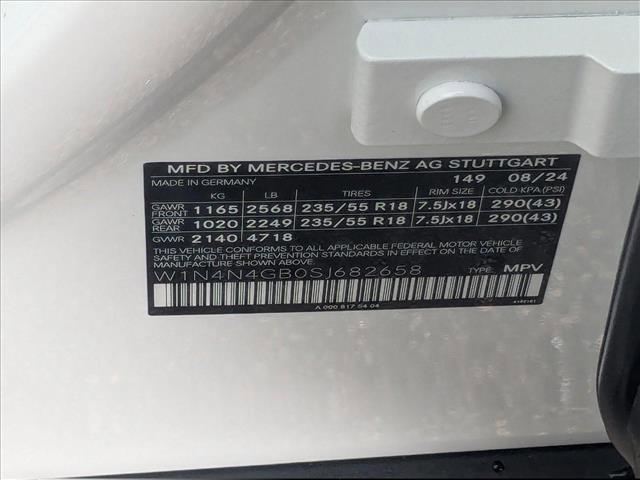 MFD BY MERCEDES-BENZ AG STUTTGART
MADE IN GERMANY 149 08/24
KG LB TIRES RIM SIZE COLD KPA (PSI)
GAWR FRONT 1165 2568 235/55 R18 7.5Jx18 290(43)
GAWR REAR 1020 2249 235/55 R18 7.5Jx18 290(43)
GVWR 2140 4718
THIS VEHICLE CONFORMS TO ALL APPLICABLE FEDERAL MOTOR VEHICLE
SAFETY AND THEFT PREVENTION STANDARDS IN EFFECT ON THE DATE OF
MANUFACTURE SHOWN ABOVE.
W1N4N4GB0SJ682658 TYPE: MPV
A 000 817 54 04